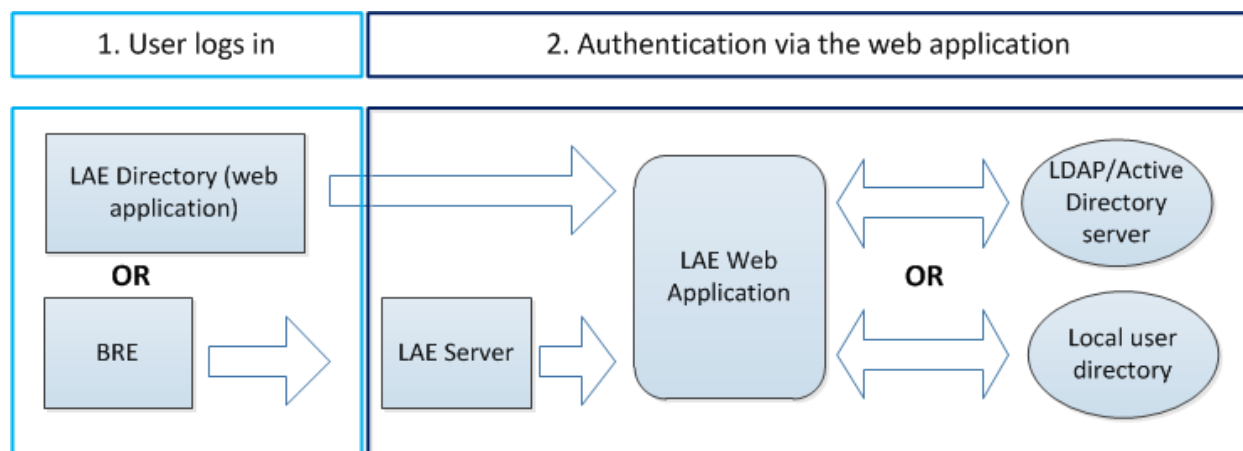 1. User logs in
2. Authentication via the web application
LAE Directory (web
application)
OR
BRE
LAE Server
LAE Web
Application
LDAP/Active
Directory
server
OR
Local user
directory